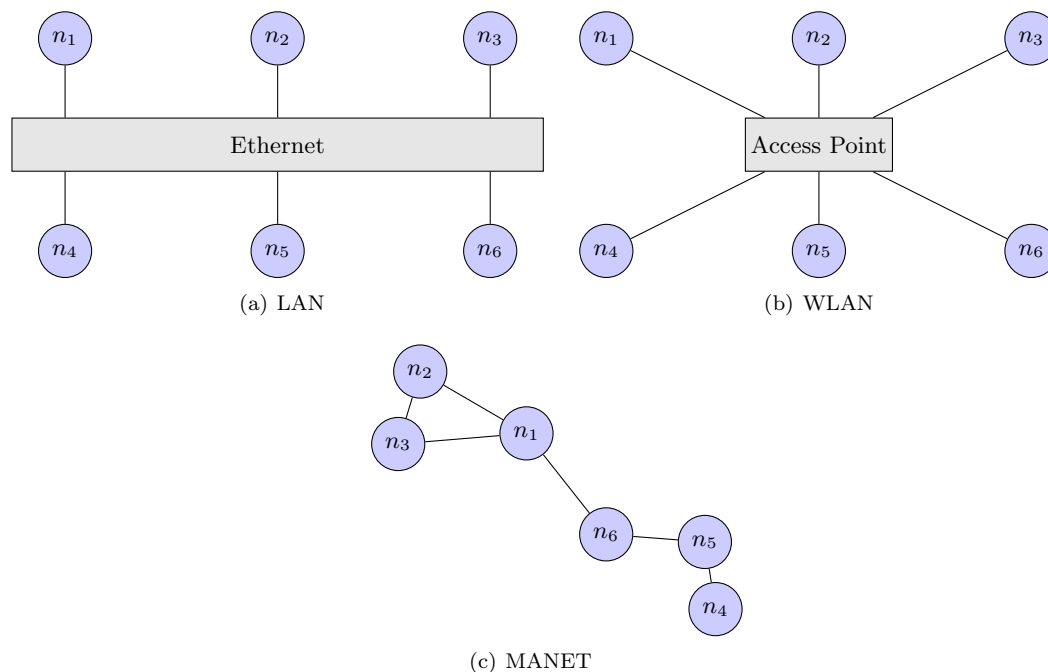 n₁ n₂ n₃
Ethernet
n₄ n₅ n₆
(a) LAN
n₁ n₂ n₃
Access Point
n₄ n₅ n₆
(b) WLAN
n₂
n₃ n₁
n₆ n₅
n₄
(c) MANET